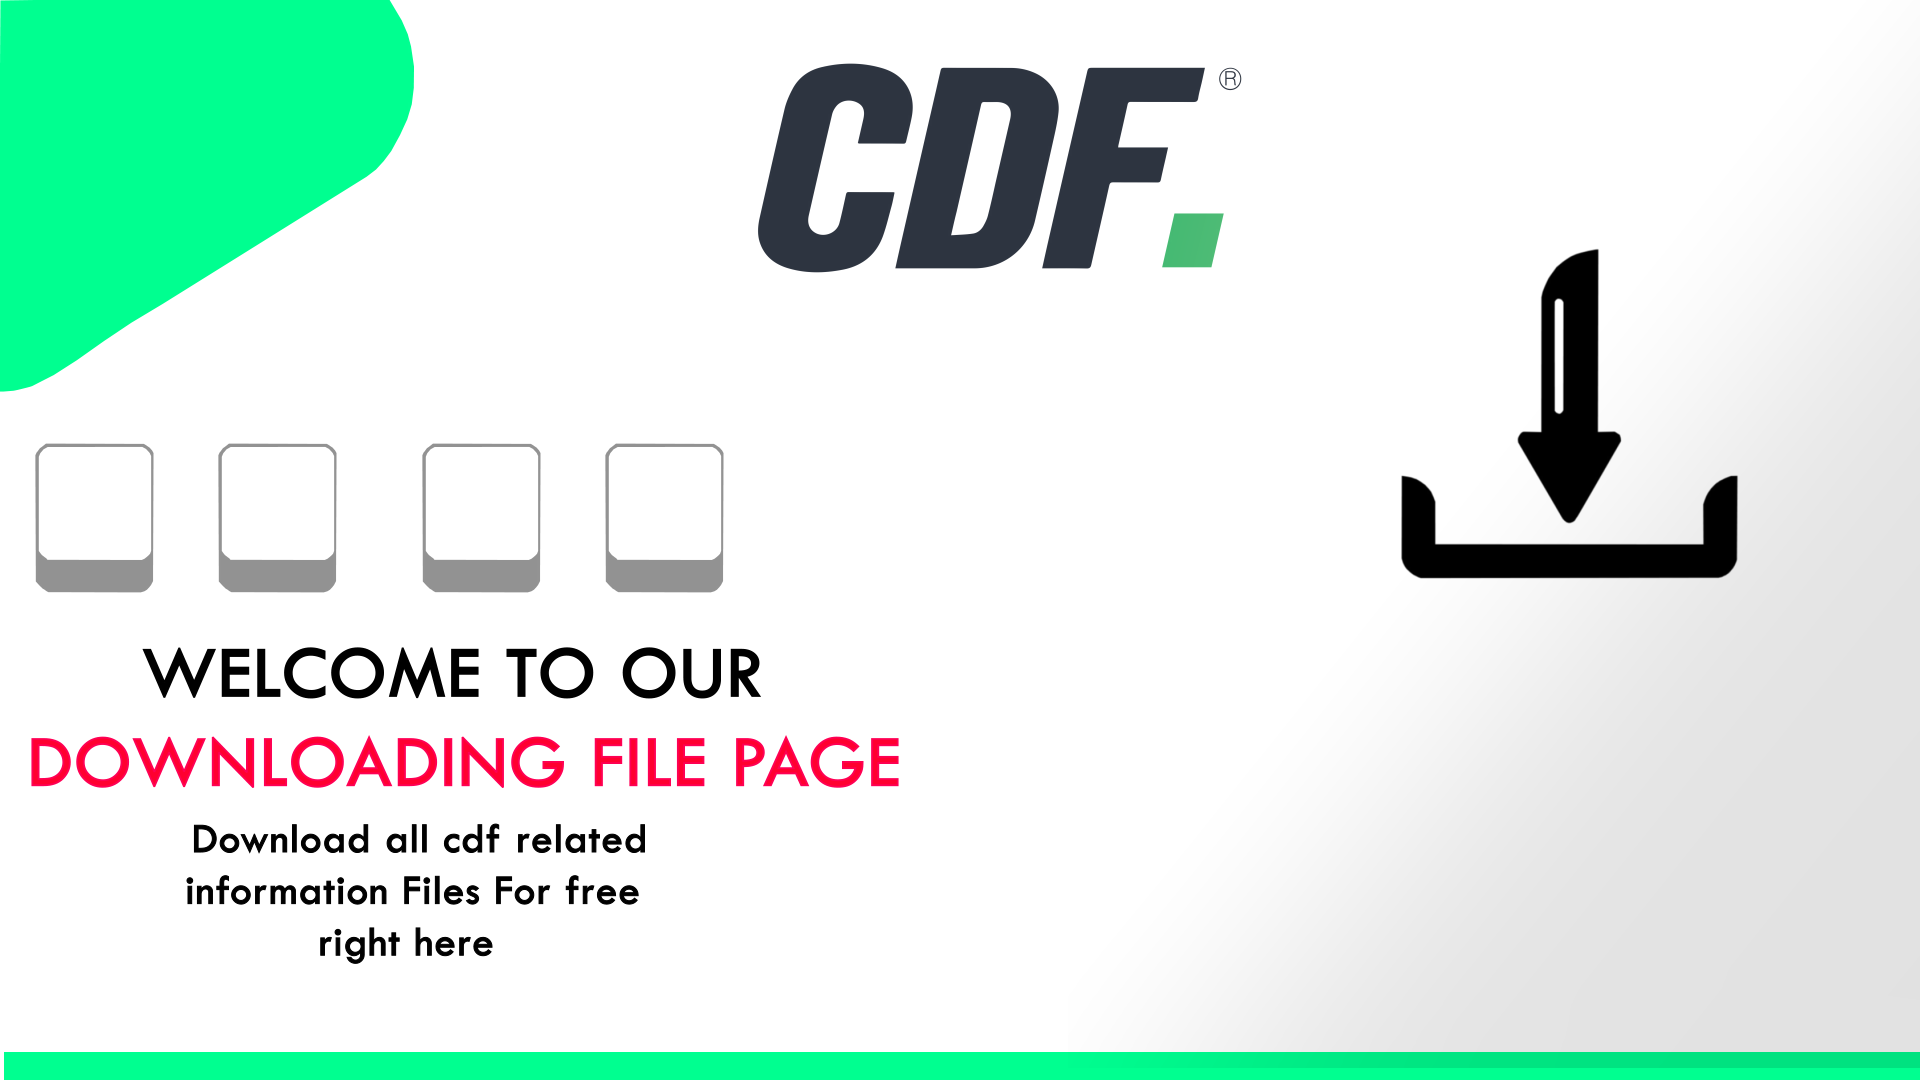 CDF.®
WELCOME TO OUR
DOWNLOADING FILE PAGE
Download all cdf related
information Files For free
right here